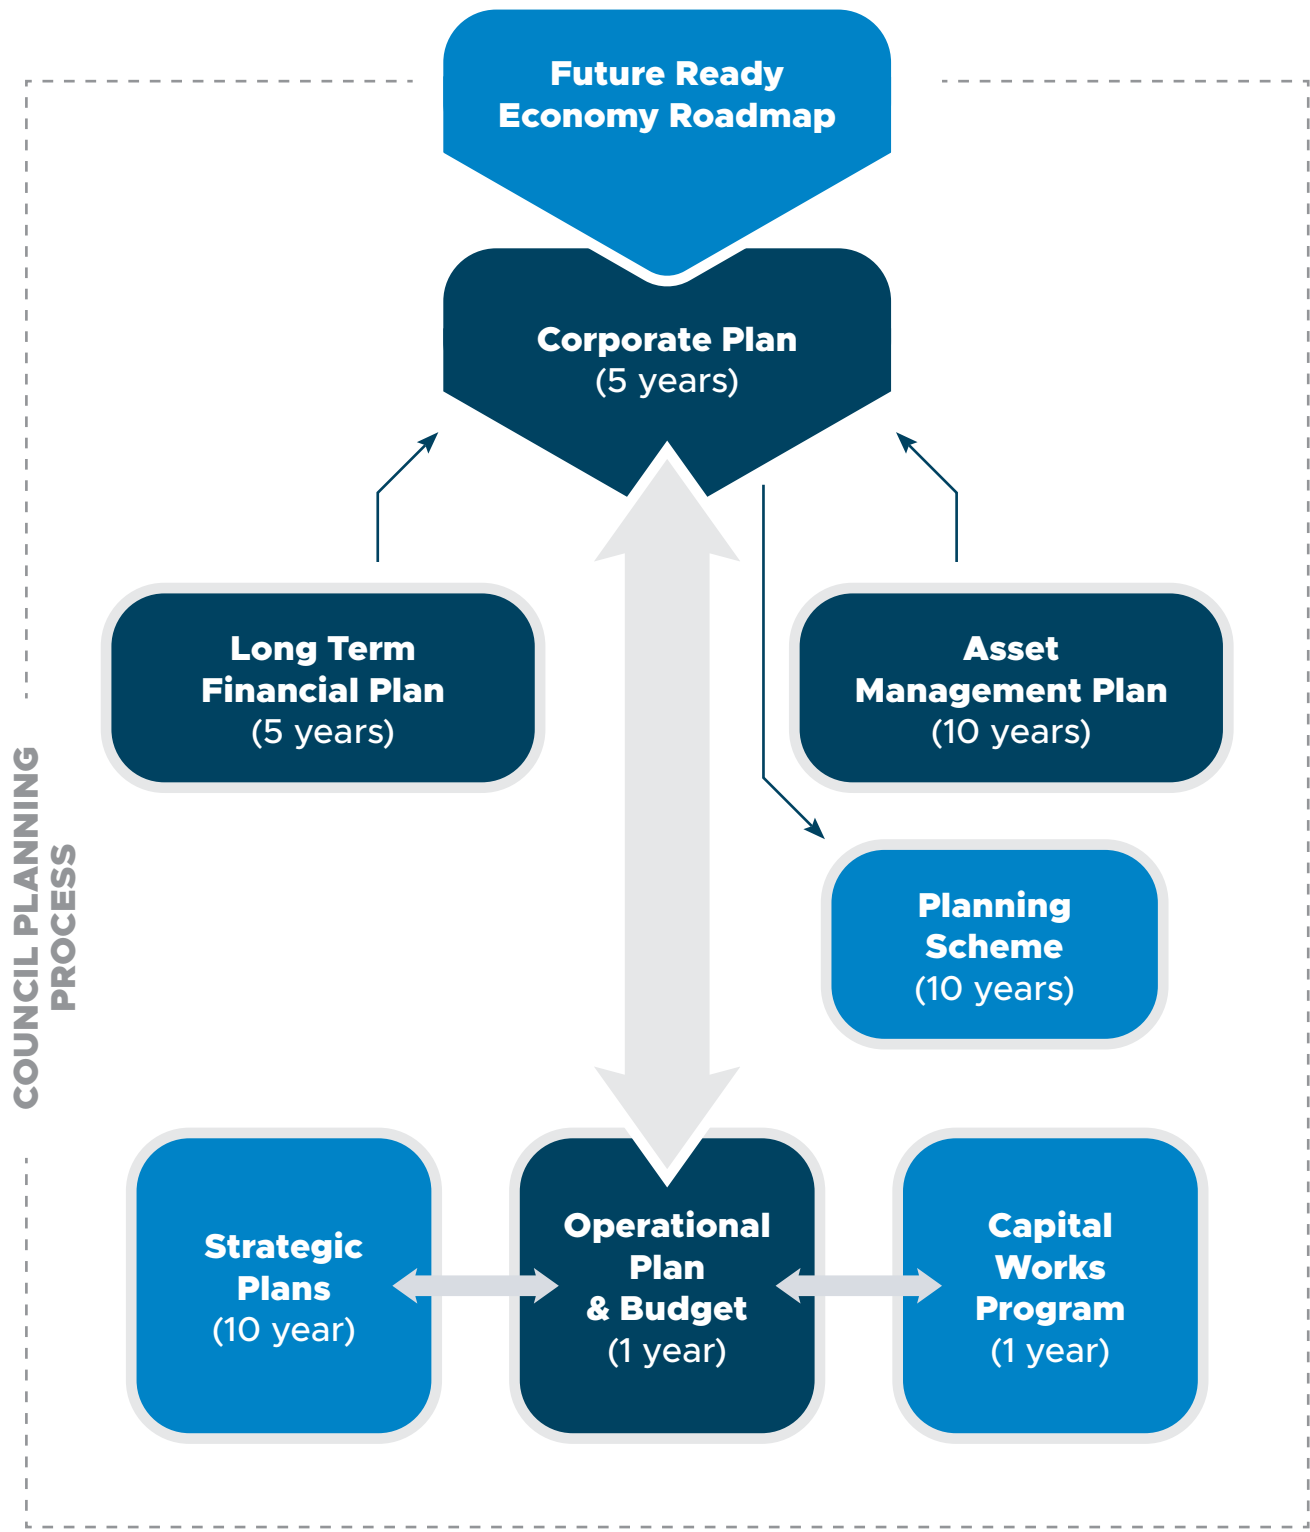 Future Ready
Economy Roadmap
Corporate Plan
(5 years)
Long Term
Financial Plan
(5 years)
Asset
Management Plan
(10 years)
COUNCIL PLANNING
PROCESS
Planning
Scheme
(10 years)
Strategic
Plans
(10 year)
Operational
Plan
& Budget
(1 year)
Capital
Works
Program
(1 year)